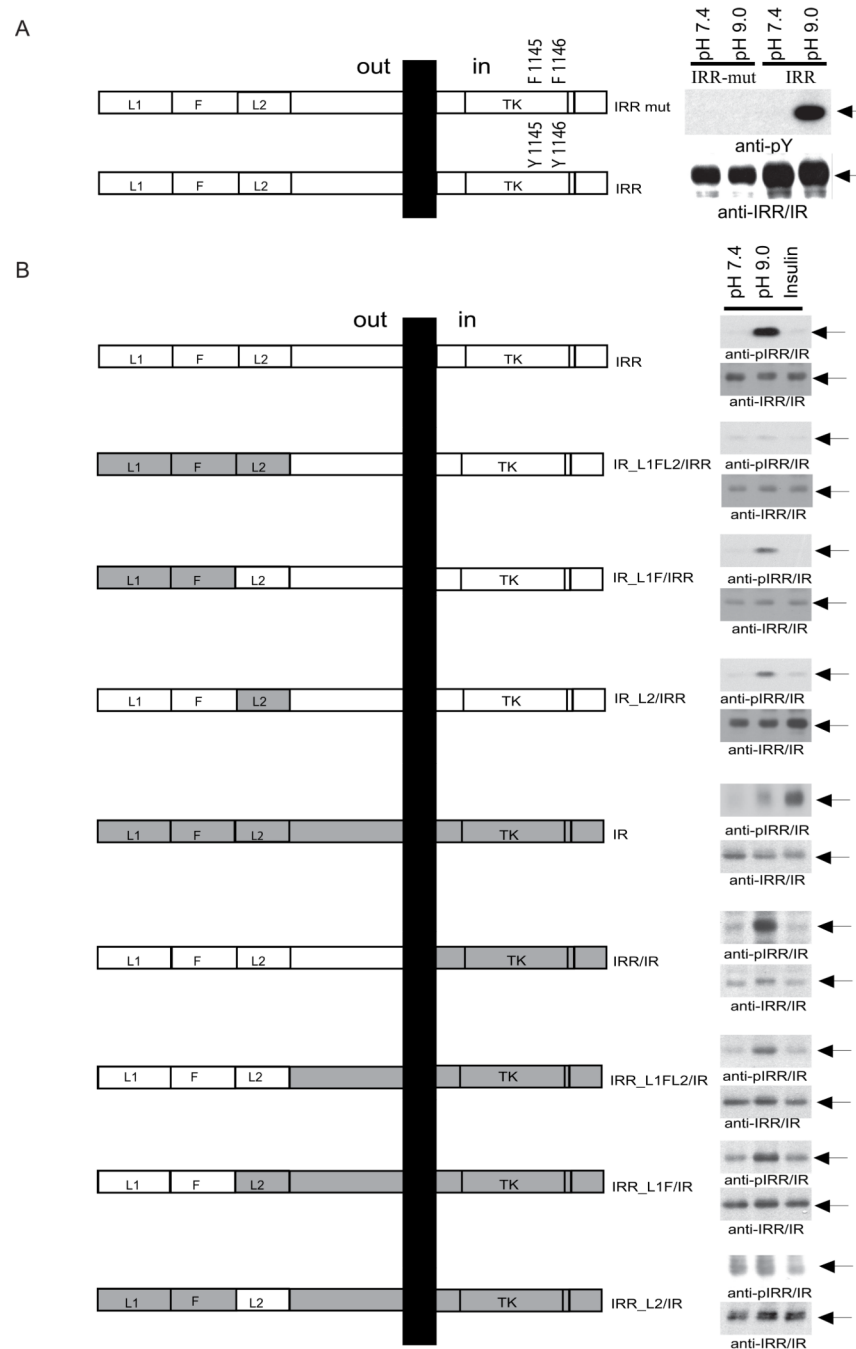 A
pH 7.4
pH 9.0
pH 7.4
pH 9.0
IRR-mut IRR
out in
F 1145
F 1146
L1 F L2 TK IRR mut
anti-pY
Y 1145
Y 1146
L1 F L2 TK IRR
anti-IRR/IR
B
pH 7.4
pH 9.0
Insulin
out in
L1 F L2 TK IRR
anti-pIRR/IR
anti-IRR/IR
L1 F L2 TK IR_L1FL2/IRR
anti-pIRR/IR
anti-IRR/IR
L1 F L2 TK IR_L1F/IRR
anti-pIRR/IR
anti-IRR/IR
L1 F L2 TK IR_L2/IRR
anti-pIRR/IR
anti-IRR/IR
L1 F L2 TK IR
anti-pIRR/IR
anti-IRR/IR
L1 F L2 TK IRR/IR
anti-pIRR/IR
anti-IRR/IR
L1 F L2 TK IRR_L1FL2/IR
anti-pIRR/IR
anti-IRR/IR
L1 F L2 TK IRR_L1F/IR
anti-pIRR/IR
anti-IRR/IR
L1 F L2 TK IRR_L2/IR
anti-pIRR/IR
anti-IRR/IR